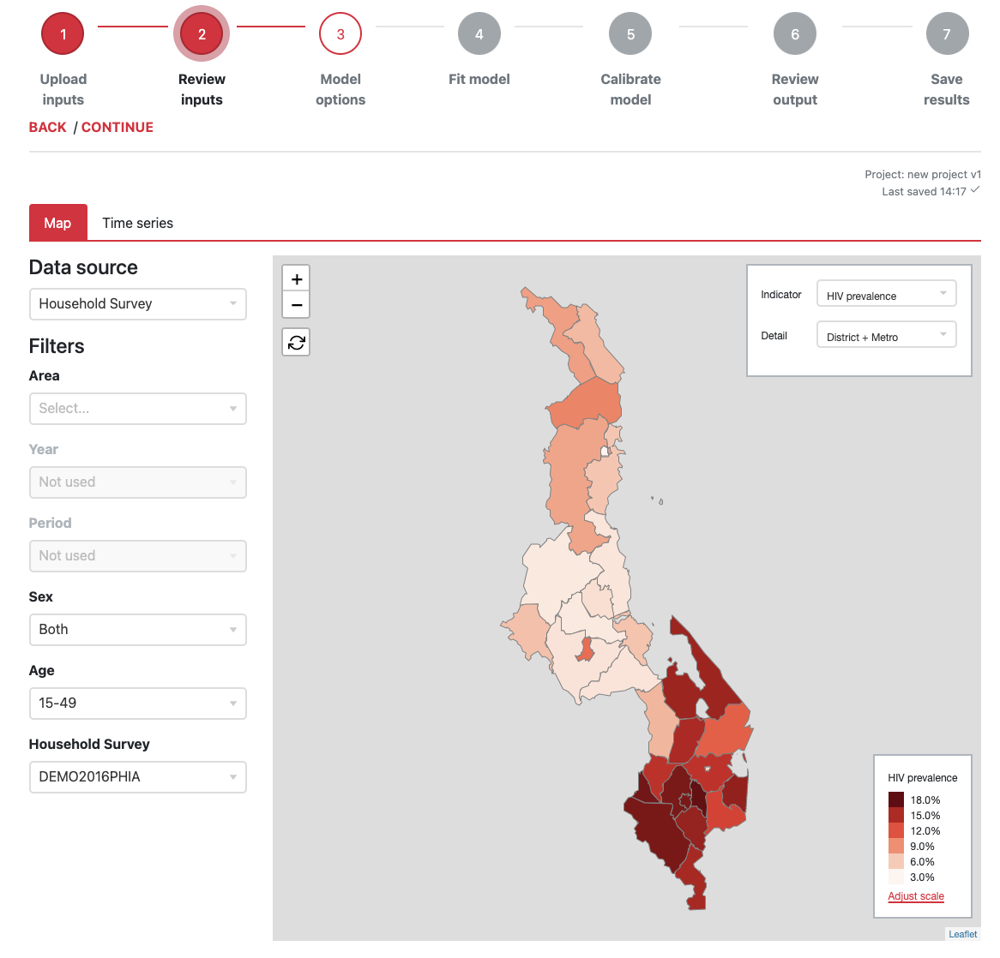 1
2
3
4
5
6
7
Upload
inputs
Review
inputs
Model
options
Fit model
Calibrate
model
Review
output
Save
results
BACK / CONTINUE
Project: new project v1
Last saved 14:17
Map
Time series
Data source
Household Survey
Filters
Area
Select...
Year
Not used
Period
Not used
Sex
Both
Age
15-49
Household Survey
DEMO2016PHIA
+
−
Indicator
HIV prevalence
Detail
District + Metro
HIV prevalence
18.0%
15.0%
12.0%
9.0%
6.0%
3.0%
Adjust scale
Leaflet